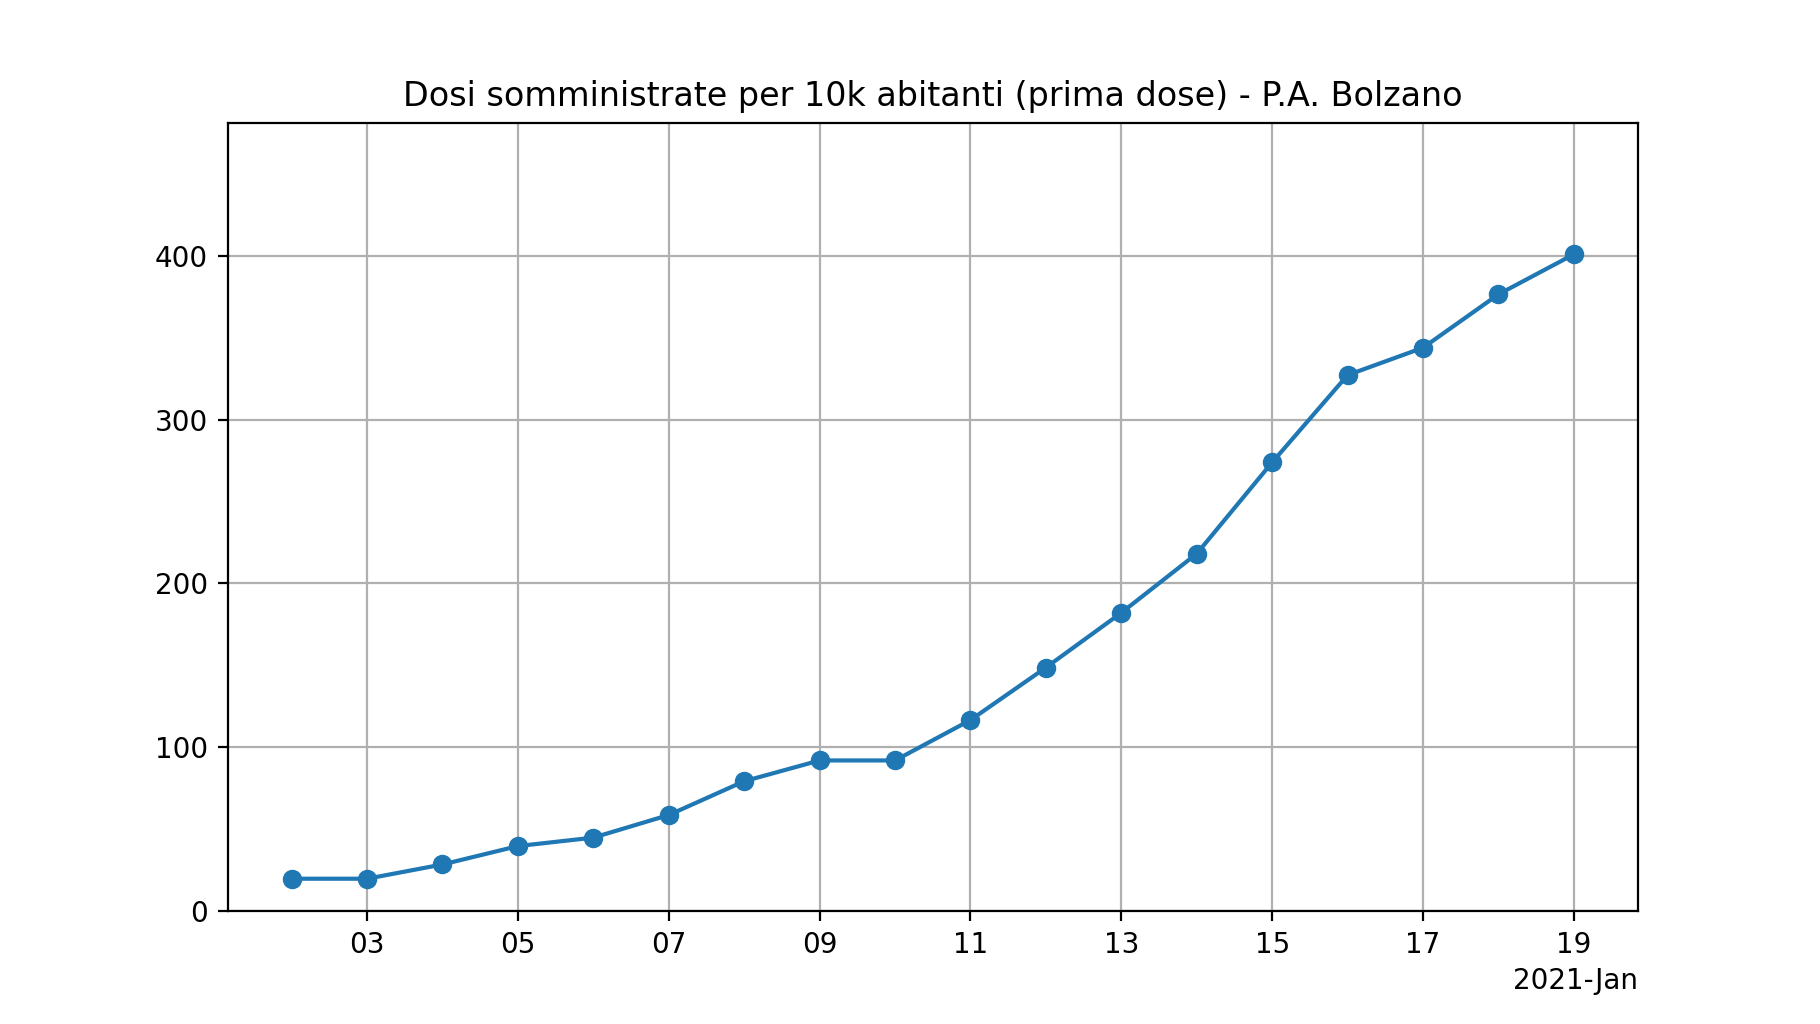 Dosi somministrate per 10k abitanti (prima dose) - P.A. Bolzano
400
300
200
100
0
03 05 07 09 11 13 15 17 19
2021-Jan